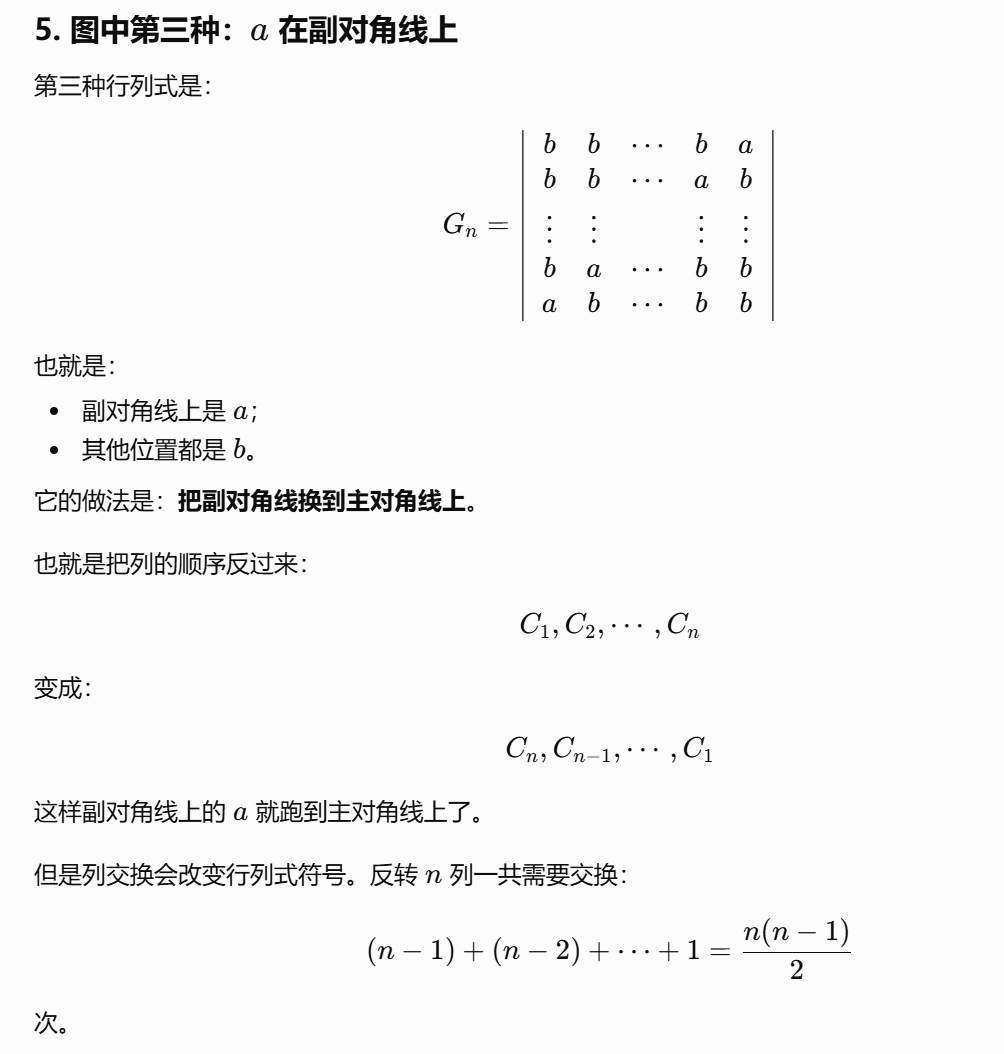 5. 图中第三种：a 在副对角线上
第三种行列式是：
G_n = | b b ⋯ b a |
| b b ⋯ a b |
| ⋮ ⋮ ⋮ ⋮ |
| b a ⋯ b b |
| a b ⋯ b b |
也就是：
• 副对角线上是 a；
• 其他位置都是 b。
它的做法是：把副对角线换到主对角线上。
也就是把列的顺序反过来：
C_1, C_2, ⋯ , C_n
变成：
C_n, C_{n−1}, ⋯ , C_1
这样副对角线上的 a 就跑到主对角线上了。
但是列交换会改变行列式符号。反转 n 列一共需要交换：
(n − 1) + (n − 2) + ⋯ + 1 = n(n − 1)/2
次。